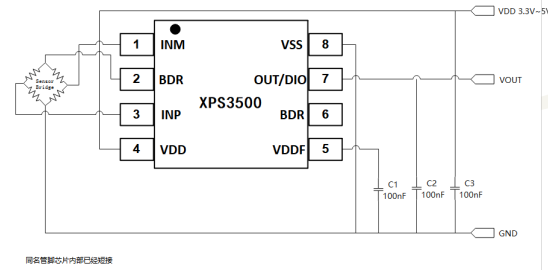 VDD 3.3V~5V
1 INM VSS 8
Sensor
Bridge
2 BDR OUT/DIO 7
VOUT
XPS3500
3 INP BDR 6
4 VDD VDDF 5
C1
100nF
C2
100nF
C3
100nF
GND
同名管脚芯片内部已经短接